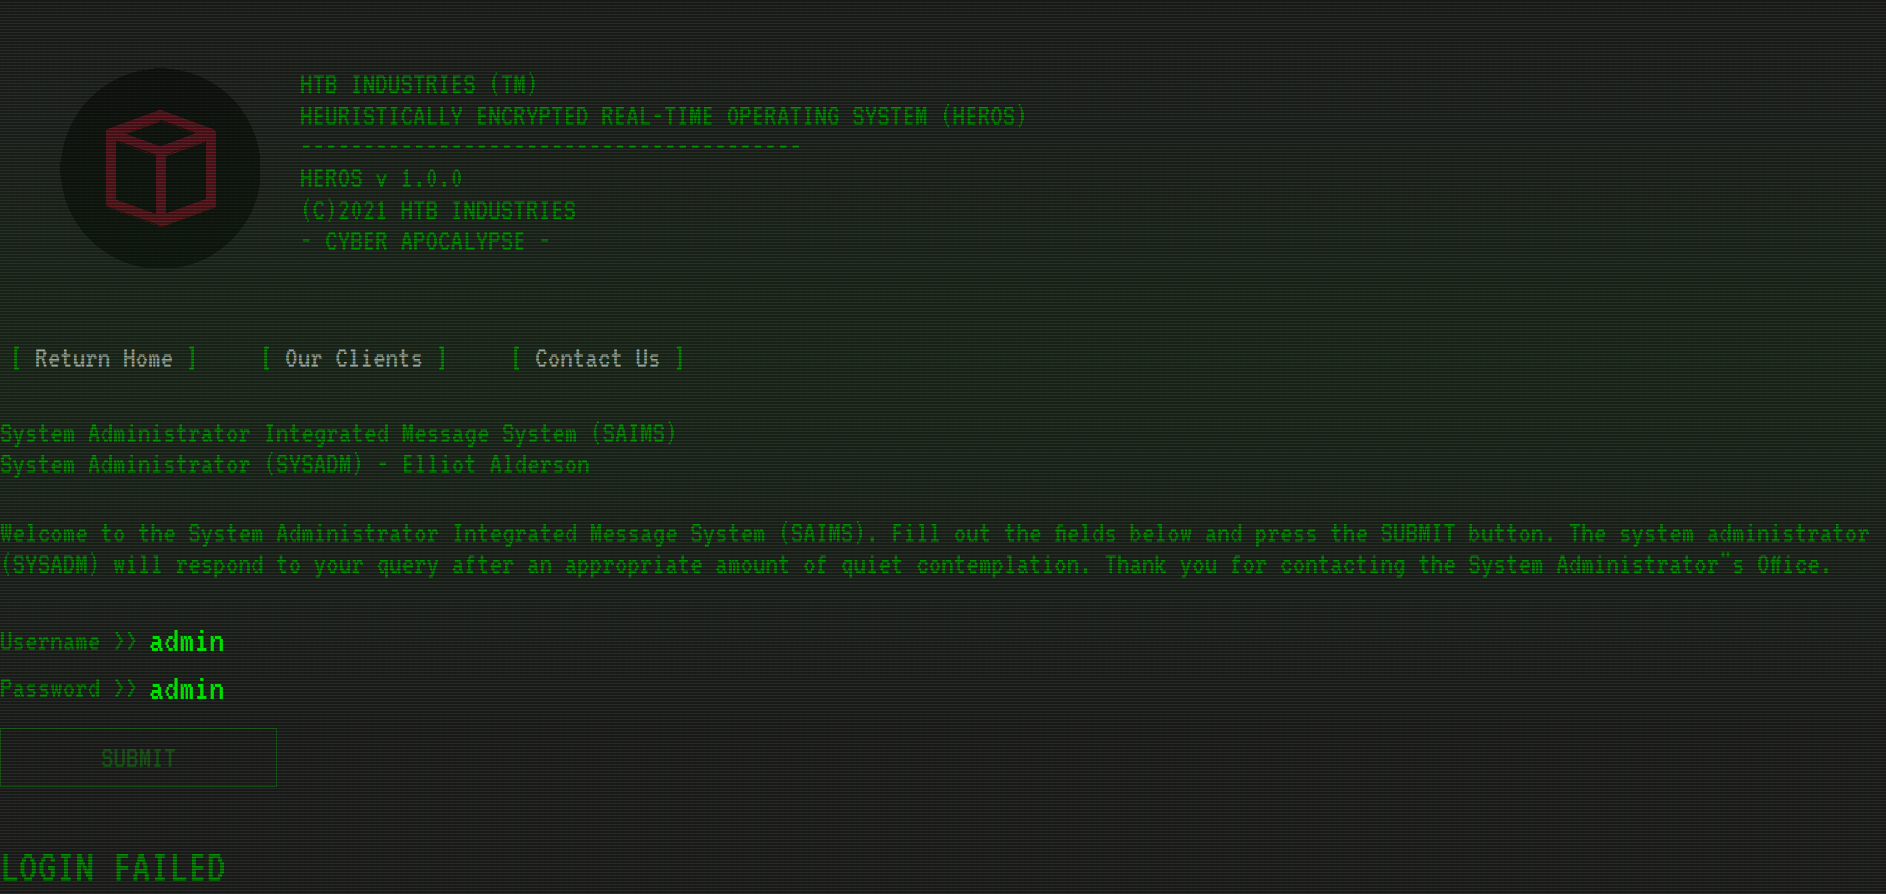 HTB INDUSTRIES (TM)
HEURISTICALLY ENCRYPTED REAL-TIME OPERATING SYSTEM (HEROS)
----------------------------------------
HEROS v 1.0.0
(C)2021 HTB INDUSTRIES
- CYBER APOCALYPSE -
[ Return Home ] [ Our Clients ] [ Contact Us ]
System Administrator Integrated Message System (SAIMS)
System Administrator (SYSADM) - Elliot Alderson
Welcome to the System Administrator Integrated Message System (SAIMS). Fill out the fields below and press the SUBMIT button. The system administrator
(SYSADM) will respond to your query after an appropriate amount of quiet contemplation. Thank you for contacting the System Administrator"s Office.
Username >> admin
Password >> admin
SUBMIT
LOGIN FAILED